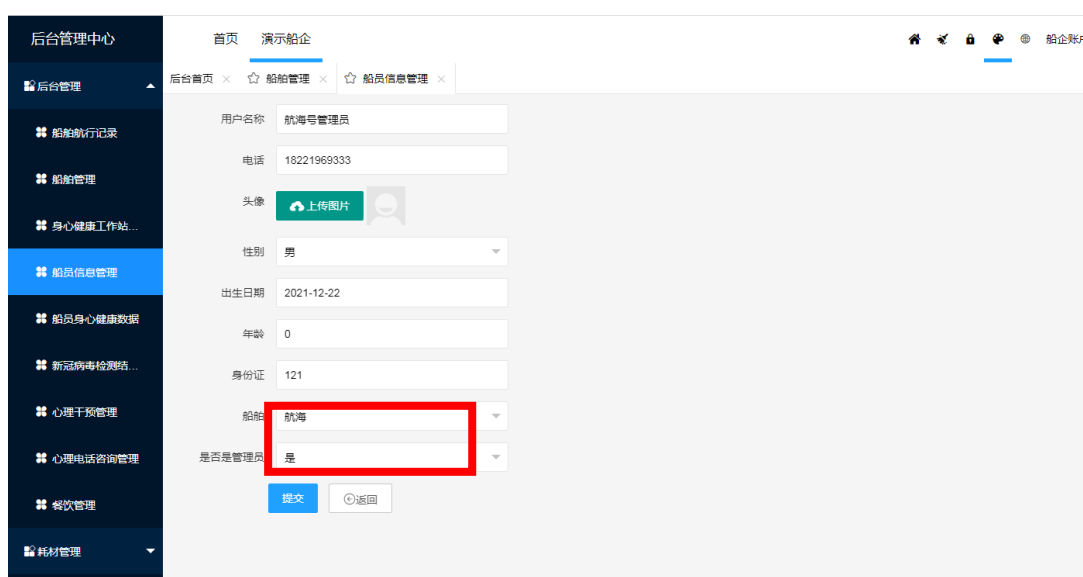 后台管理中心
首页
演示船企
船企账户
后台管理
后台首页
船舶管理
船员信息管理
船舶航行记录
船舶管理
身心健康工作站...
船员信息管理
船员身心健康数据
新冠病毒检测结...
心理干预管理
心理电话咨询管理
餐饮管理
耗材管理
用户名称 航海号管理员
电话 18221969333
头像 上传图片
性别 男
出生日期 2021-12-22
年龄 0
身份证 121
船舶 航海
是否是管理员 是
提交
返回